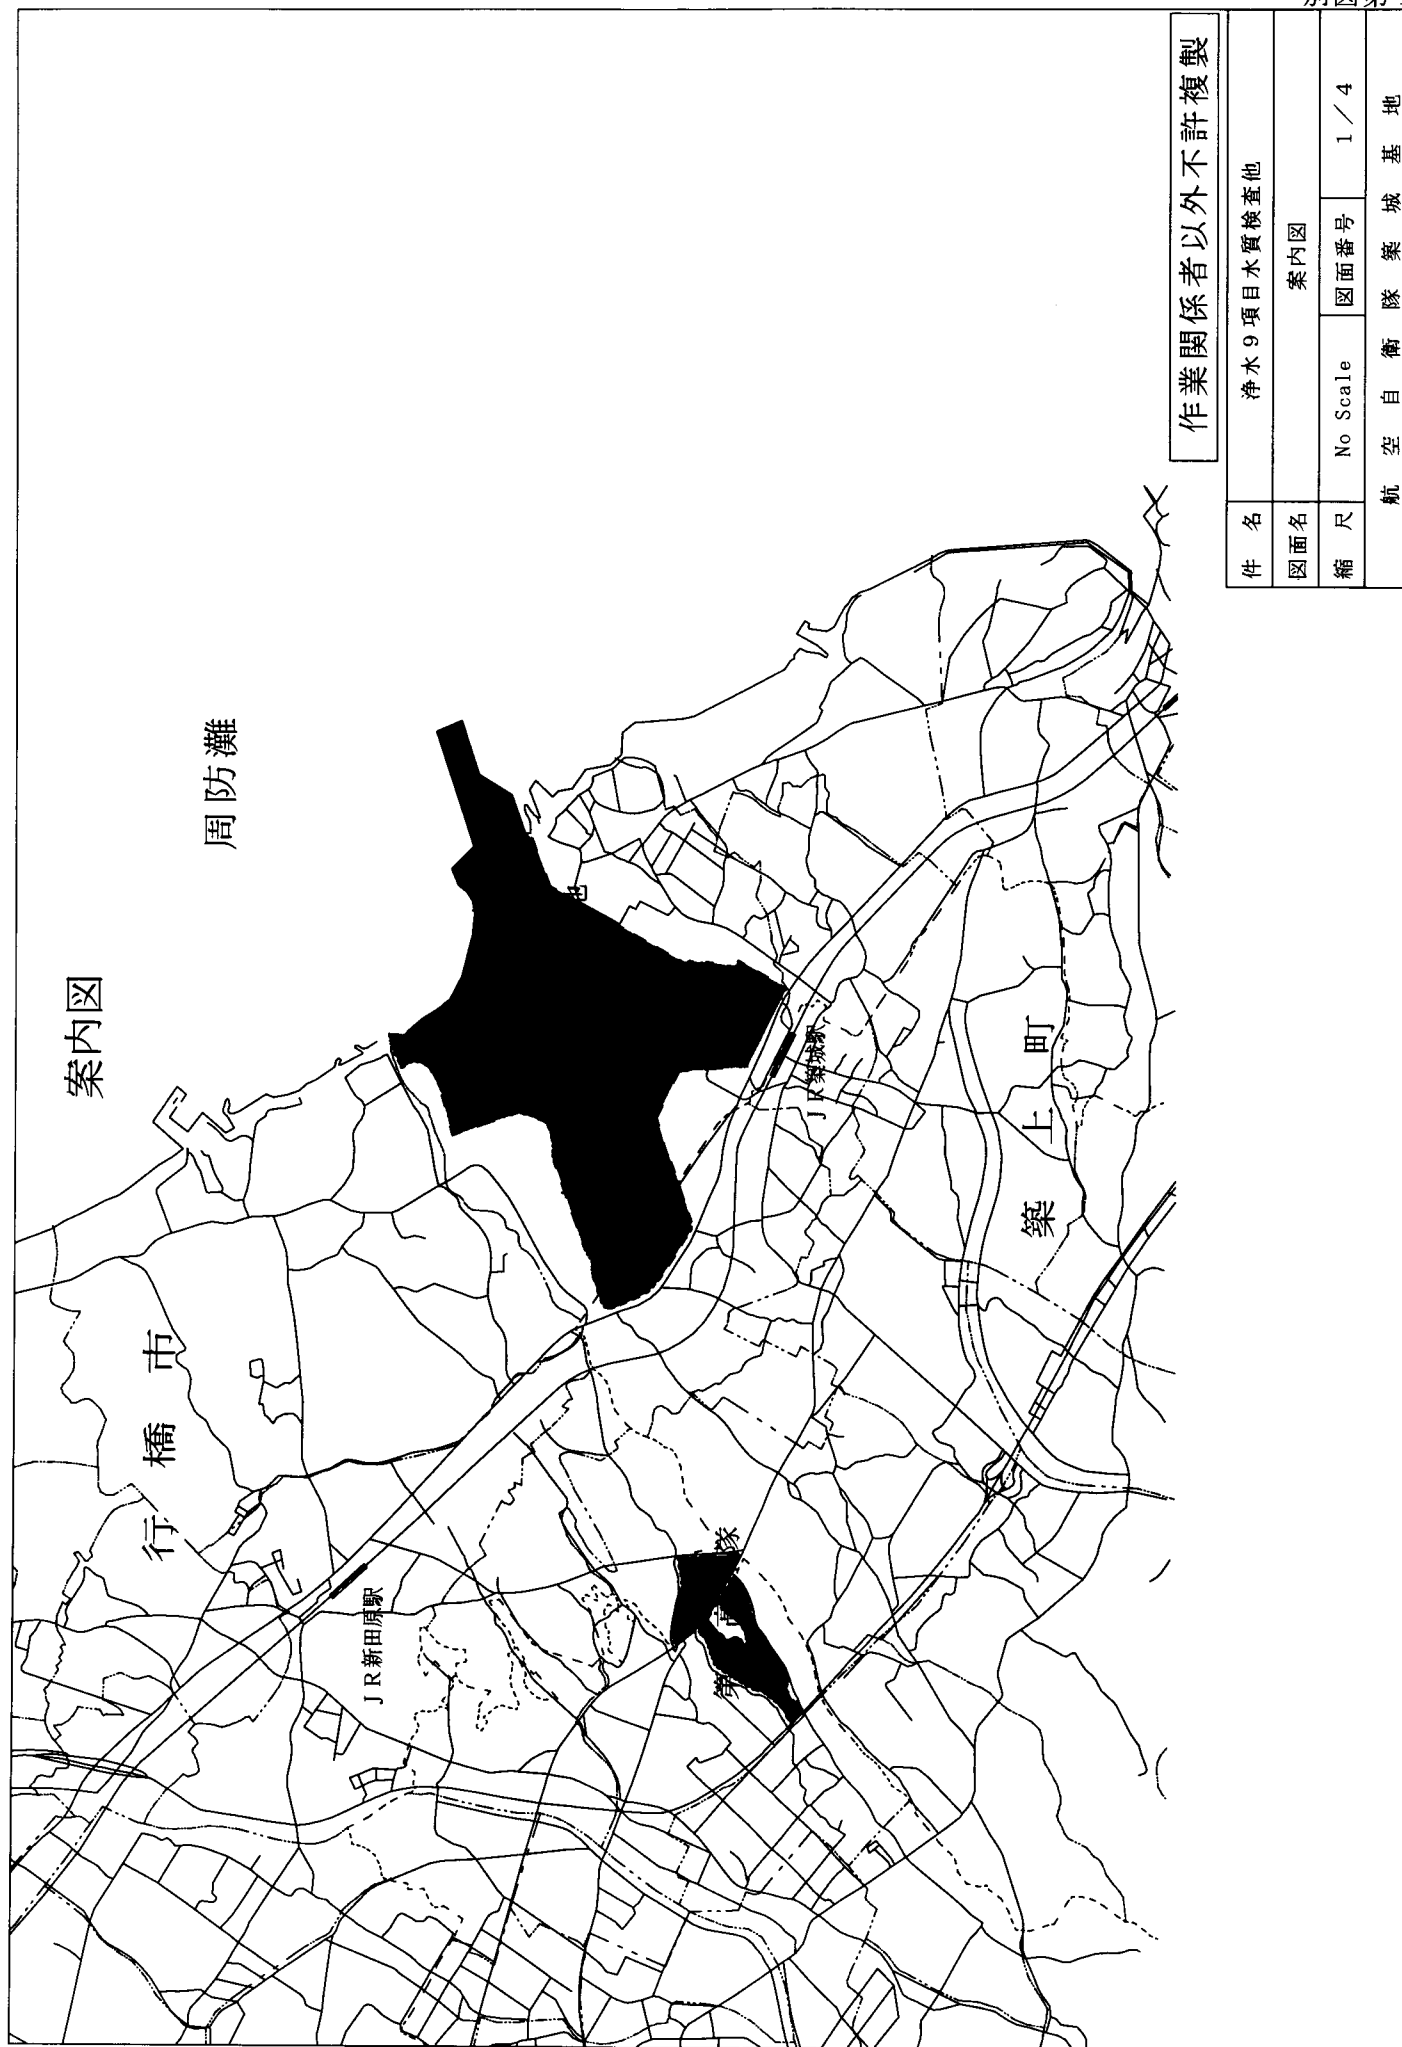 案内図
周防灘
行橋市
JR新田原駅
JR築城駅
築上町
作業関係者以外不許複製
件名 浄水9項目水質検査他
図面名 案内図
縮尺 No Scale 図面番号 1/4
航空自衛隊築城基地